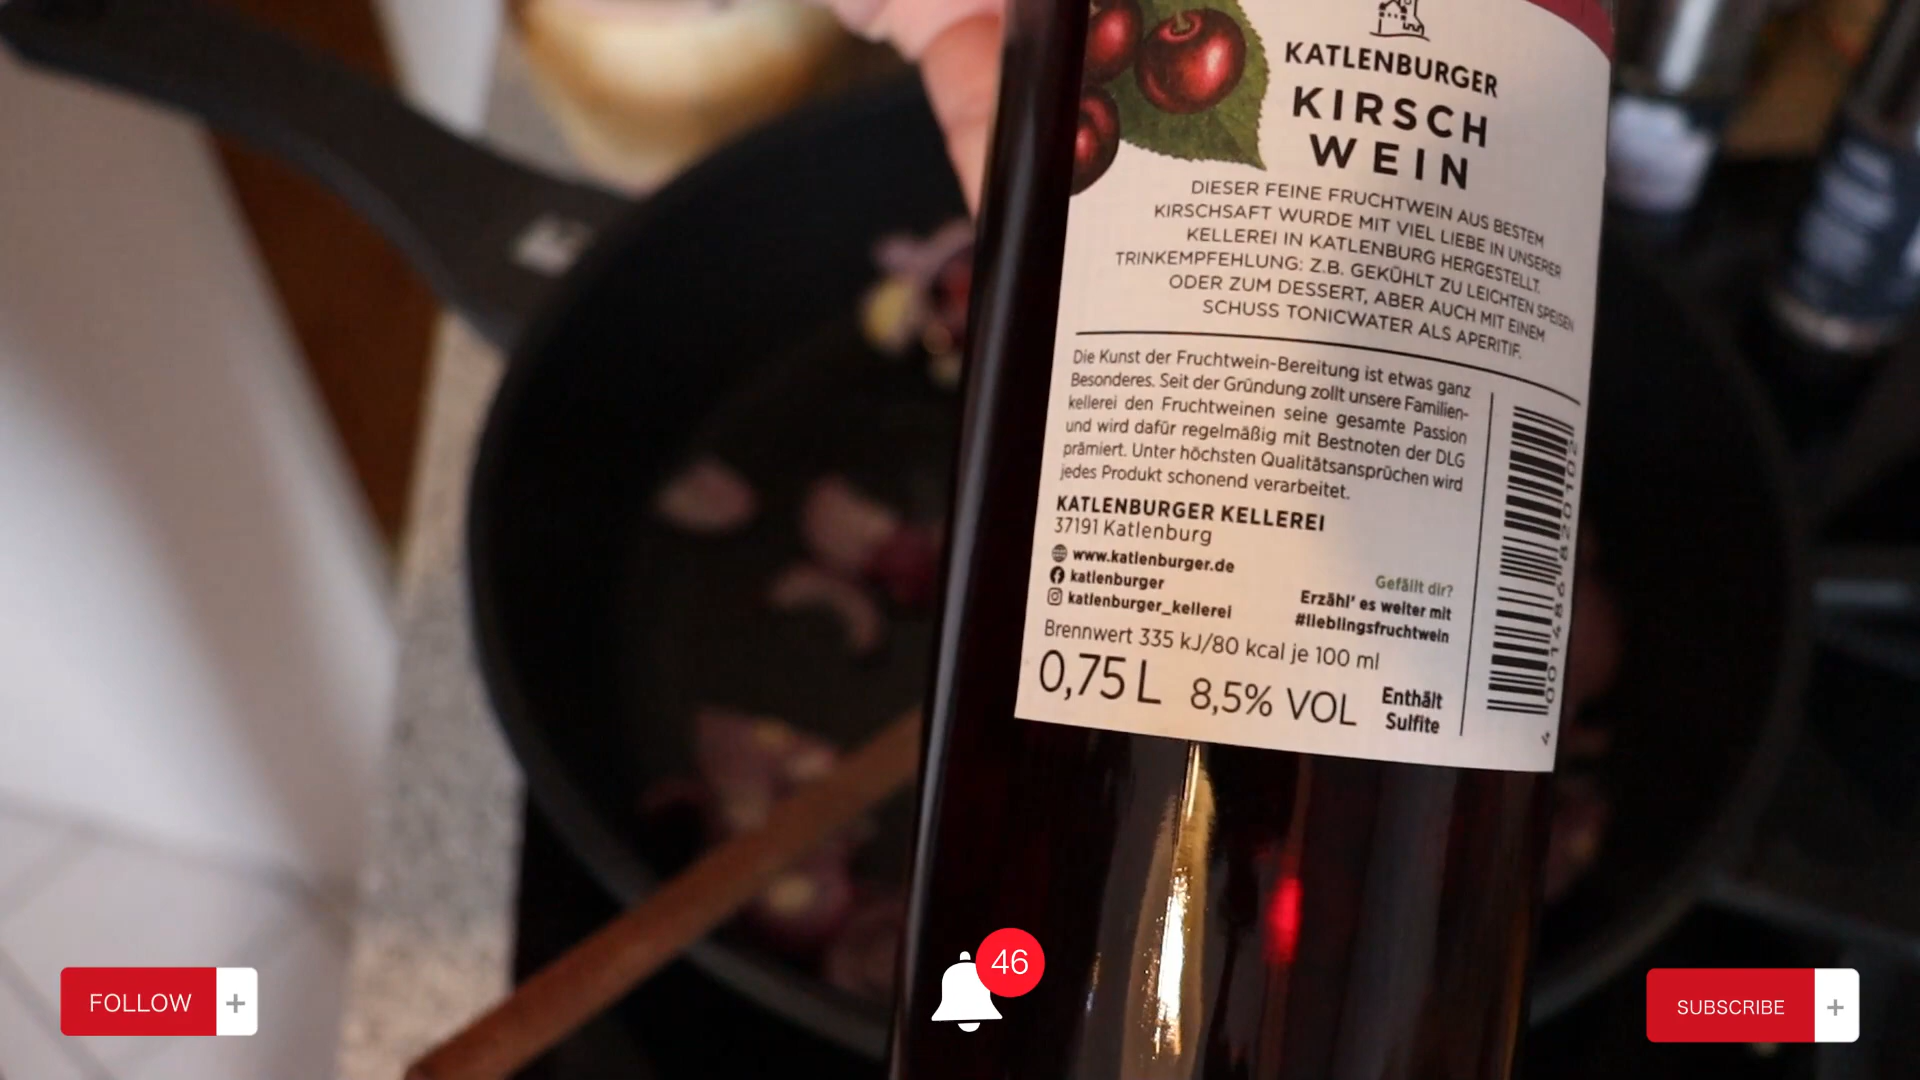 KATLENBURGER
KIRSCH
WEIN
DIESER FEINE FRUCHTWEIN AUS BESTEM
KIRSCHSAFT WURDE MIT VIEL LIEBE IN UNSERER
KELLEREI IN KATLENBURG HERGESTELLT.
TRINKEMPFEHLUNG: Z.B. GEKÜHLT ZU LEICHTEN SPEISEN
ODER ZUM DESSERT, ABER AUCH MIT EINEM
SCHUSS TONICWATER ALS APERITIF.
Die Kunst der Fruchtwein-Bereitung ist etwas ganz
Besonderes. Seit der Gründung zollt unsere Familien-
kellerei den Fruchtweinen seine gesamte Passion
und wird dafür regelmäßig mit Bestnoten der DLG
prämiert. Unter höchsten Qualitätsansprüchen wird
jedes Produkt schonend verarbeitet.
KATLENBURGER KELLEREI
37191 Katlenburg
www.katlenburger.de
katlenburger
katlenburger_kellerei
Gefällt dir?
Erzähl' es weiter mit
#lieblingsfruchtwein
Brennwert 335 kJ/80 kcal je 100 ml
0,75 L 8,5% VOL
Enthält
Sulfite
FOLLOW +
46
SUBSCRIBE +